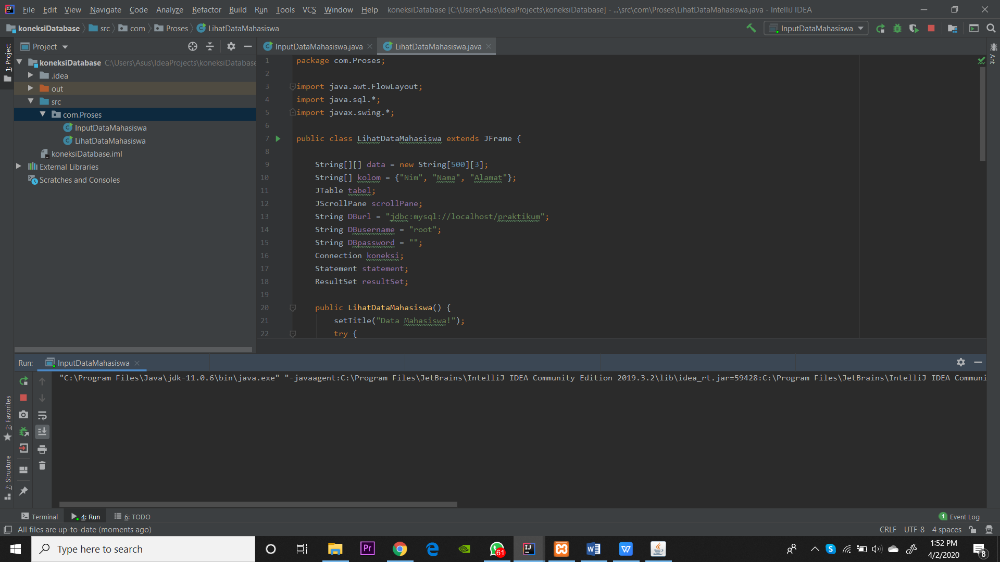 File Edit View Navigate Code Analyze Refactor Build Run Tools VCS Window Help koneksiDatabase [C:\Users\Asus\IdeaProjects\koneksiDatabase] - ...\src\com\Proses\LihatDataMahasiswa.java - IntelliJ IDEA
koneksiDatabase src com Proses LihatDataMahasiswa InputDataMahasiswa
1: Project
Project
InputDataMahasiswa.java LihatDataMahasiswa.java
Ant
koneksiDatabase C:\Users\Asus\IdeaProjects\koneksiDatabase
.idea
out
src
com.Proses
InputDataMahasiswa
LihatDataMahasiswa
koneksiDatabase.iml
External Libraries
Scratches and Consoles
1 package com.Proses;
2
3 import java.awt.FlowLayout;
4 import java.sql.*;
5 import javax.swing.*;
6
7 public class LihatDataMahasiswa extends JFrame {
8
9 String[][] data = new String[500][3];
10 String[] kolom = {"Nim", "Nama", "Alamat"};
11 JTable tabel;
12 JScrollPane scrollPane;
13 String DBurl = "jdbc:mysql://localhost/praktikum";
14 String DBusername = "root";
15 String DBpassword = "";
16 Connection koneksi;
17 Statement statement;
18 ResultSet resultSet;
19
20 public LihatDataMahasiswa() {
21 setTitle("Data Mahasiswa!");
22 try {
Run: InputDataMahasiswa
"C:\Program Files\Java\jdk-11.0.6\bin\java.exe" "-javaagent:C:\Program Files\JetBrains\IntelliJ IDEA Community Edition 2019.3.2\lib\idea_rt.jar=59428:C:\Program Files\JetBrains\IntelliJ IDEA Communi
2: Favorites
7: Structure
Terminal 4: Run 6: TODO 1 Event Log
All files are up-to-date (moments ago) CRLF UTF-8 4 spaces
Type here to search
Pr
61
IJ
W
S
1:52 PM
4/2/2020
8